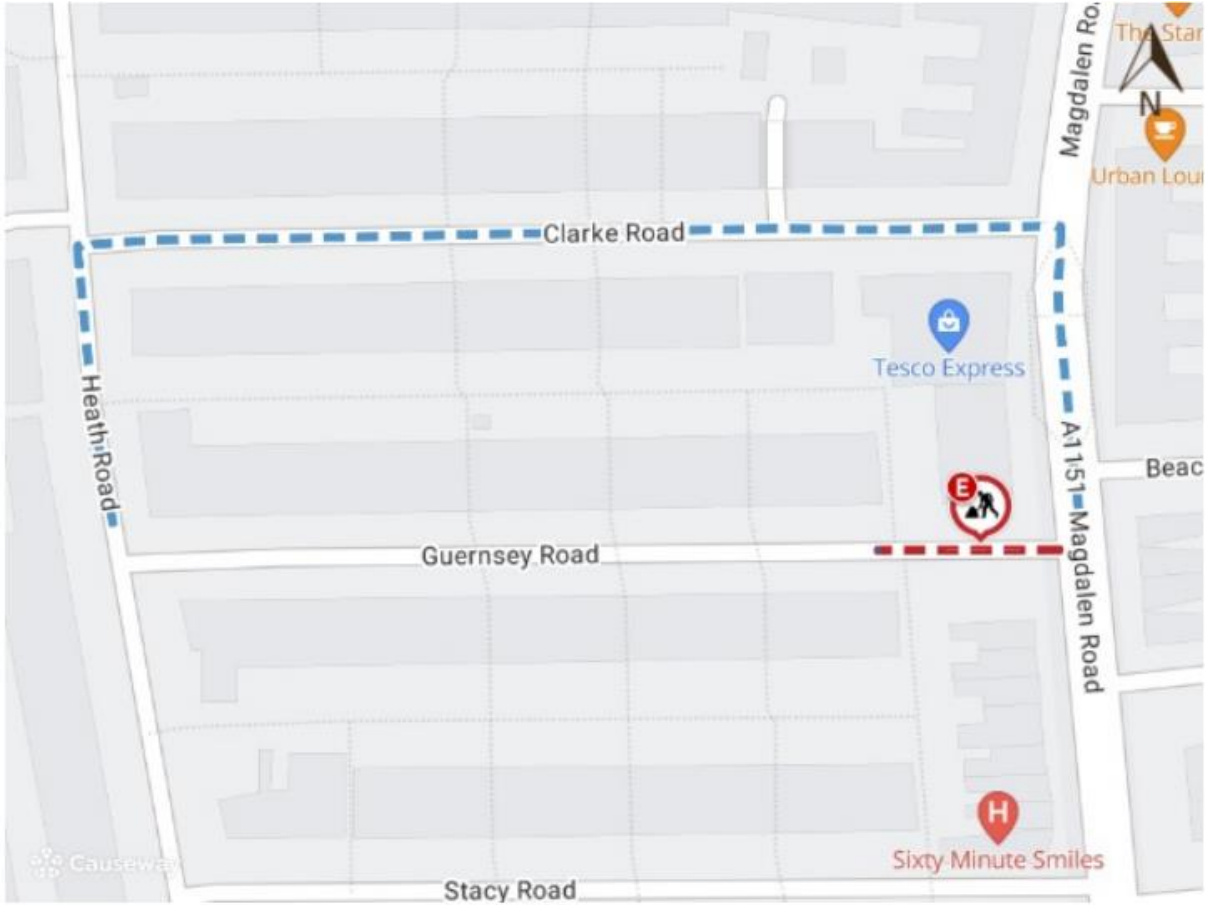 Magdalen Ro
The Star
N
Urban Lou
Clarke Road
Tesco Express
Heath Road
A1151 Magdalen Road
Beac
E
Guernsey Road
H
Sixty Minute Smiles
Causeway
Stacy Road